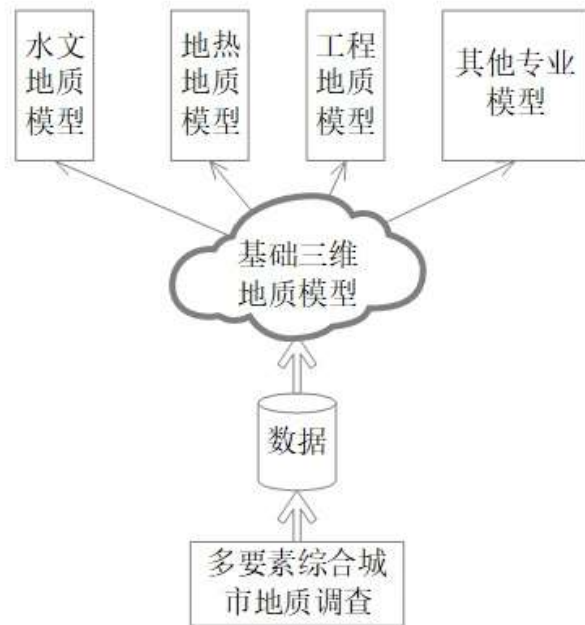 水文
地质
模型
地热
地质
模型
工程
地质
模型
其他专业
模型
基础三维
地质模型
数据
多要素综合城
市地质调查